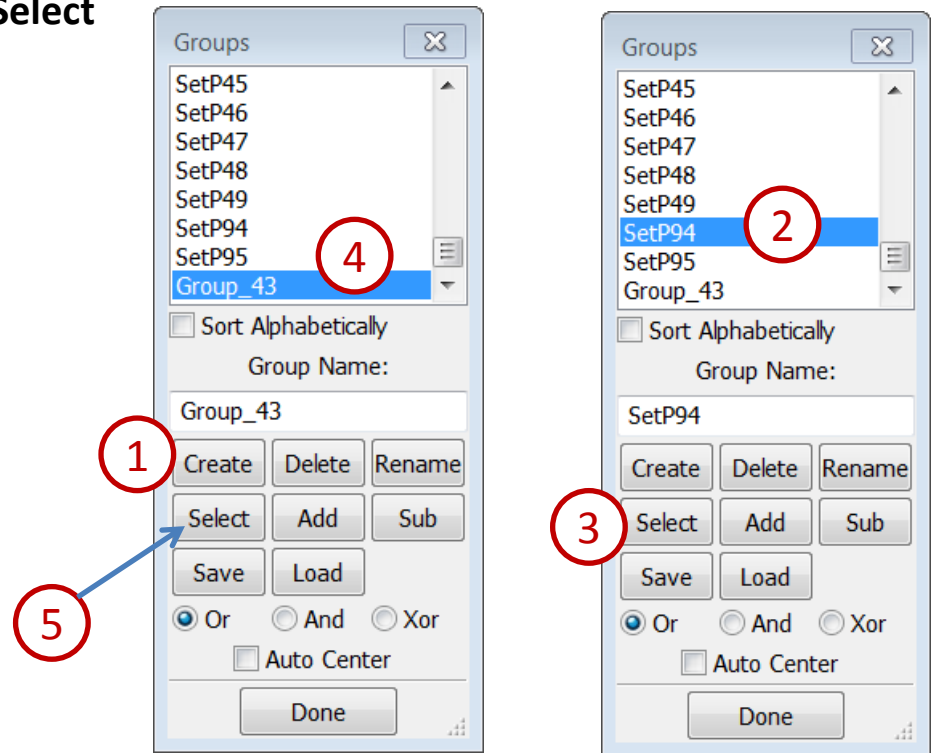 Select
Groups
SetP45
SetP46
SetP47
SetP48
SetP49
SetP94
SetP95
Group_43
4
Sort Alphabetically
Group Name:
Group_43
1
Create Delete Rename
Select Add Sub
Save Load
5
Or And Xor
Auto Center
Done
Groups
SetP45
SetP46
SetP47
SetP48
SetP49
SetP94
2
SetP95
Group_43
Sort Alphabetically
Group Name:
SetP94
Create Delete Rename
3
Select Add Sub
Save Load
Or And Xor
Auto Center
Done